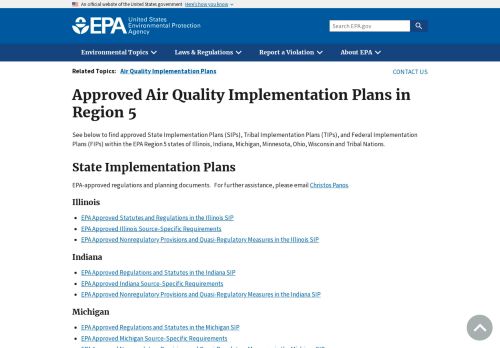 An official website of the United States government Here's how you know
EPA United States
Environmental Protection
Agency
Search EPA.gov
Environmental Topics Laws & Regulations Report a Violation About EPA
Related Topics: Air Quality Implementation Plans
CONTACT US
Approved Air Quality Implementation Plans in
Region 5
See below to find approved State Implementation Plans (SIPs), Tribal Implementation Plans (TIPs), and Federal Implementation
Plans (FIPs) within the EPA Region 5 states of Illinois, Indiana, Michigan, Minnesota, Ohio, Wisconsin and Tribal Nations.
State Implementation Plans
EPA-approved regulations and planning documents. For further assistance, please email Christos Panos.
Illinois
EPA Approved Statutes and Regulations in the Illinois SIP
EPA Approved Illinois Source-Specific Requirements
EPA Approved Nonregulatory Provisions and Quasi-Regulatory Measures in the Illinois SIP
Indiana
EPA Approved Regulations and Statutes in the Indiana SIP
EPA Approved Indiana Source-Specific Requirements
EPA Approved Nonregulatory Provisions and Quasi-Regulatory Measures in the Indiana SIP
Michigan
EPA Approved Regulations and Statutes in the Michigan SIP
EPA Approved Michigan Source-Specific Requirements